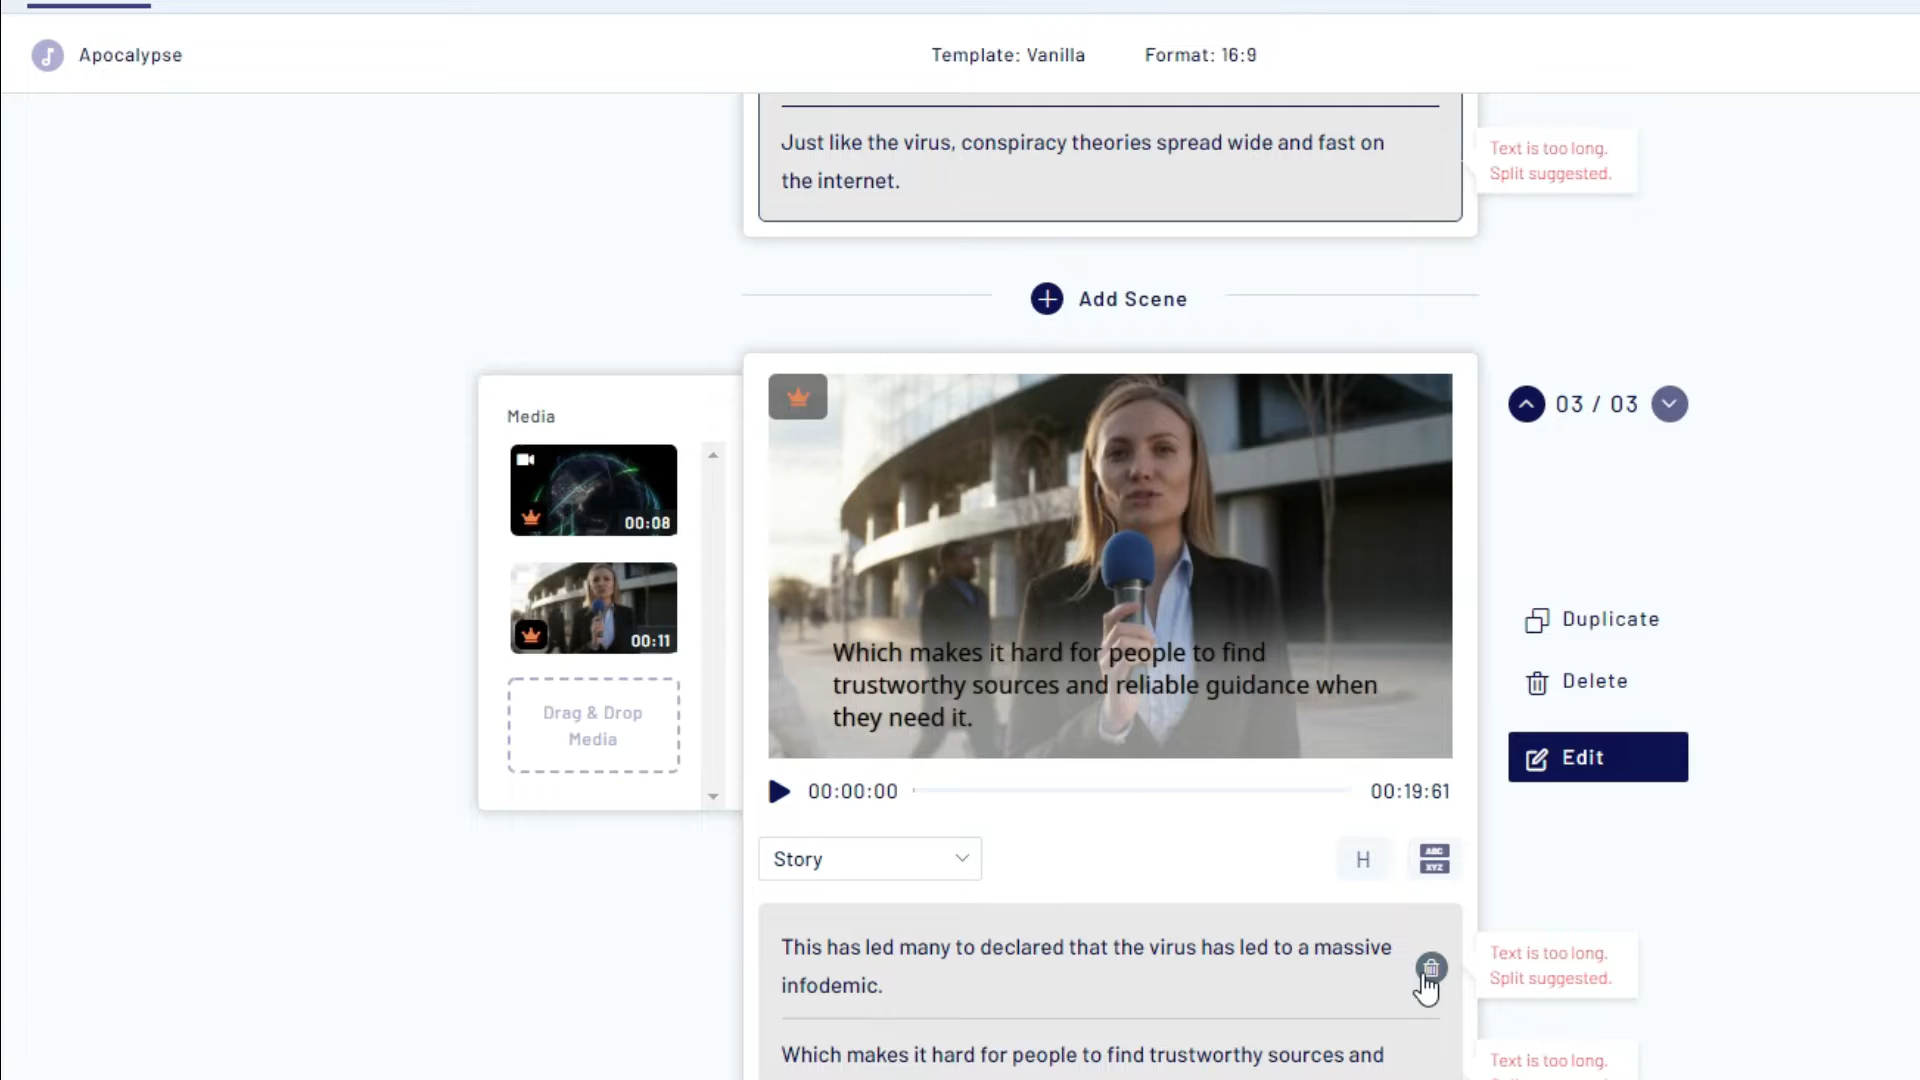 Apocalypse
Template: Vanilla
Format: 16:9
Just like the virus, conspiracy theories spread wide and fast on
the internet.
Text is too long.
Split suggested.
Add Scene
Media
00:08
00:11
Drag & Drop
Media
03 / 03
Which makes it hard for people to find
trustworthy sources and reliable guidance when
they need it.
Duplicate
Delete
Edit
00:00:00
00:19:61
Story
H
ABC
XYZ
This has led many to declared that the virus has led to a massive
infodemic.
Text is too long.
Split suggested.
Which makes it hard for people to find trustworthy sources and
Text is too long.